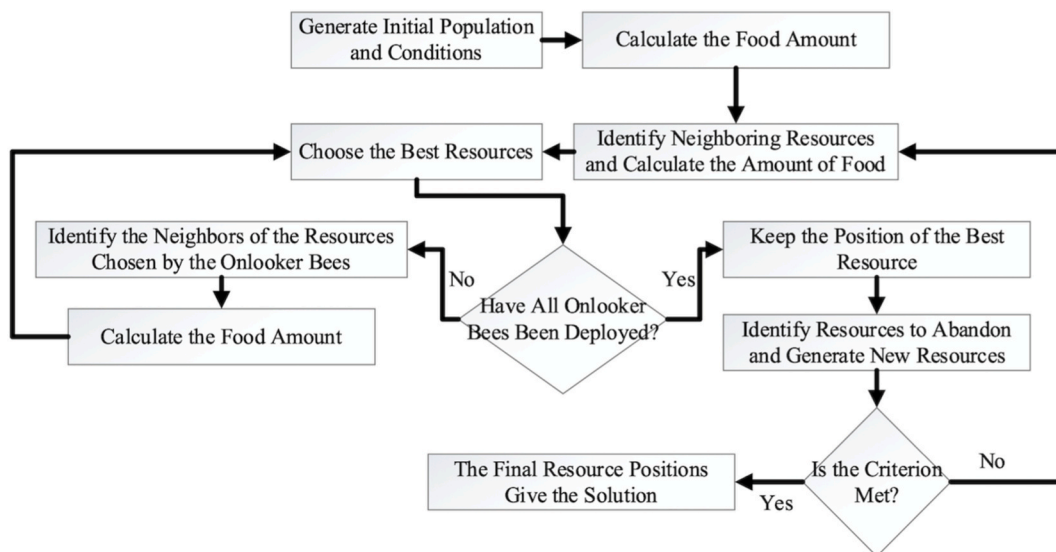 Generate Initial Population
and Conditions
Calculate the Food Amount
Choose the Best Resources
Identify Neighboring Resources
and Calculate the Amount of Food
Identify the Neighbors of the Resources
Chosen by the Onlooker Bees
Calculate the Food Amount
No
Have All Onlooker
Bees Been Deployed?
Yes
Keep the Position of the Best
Resource
Identify Resources to Abandon
and Generate New Resources
Is the Criterion
Met?
No
Yes
The Final Resource Positions
Give the Solution